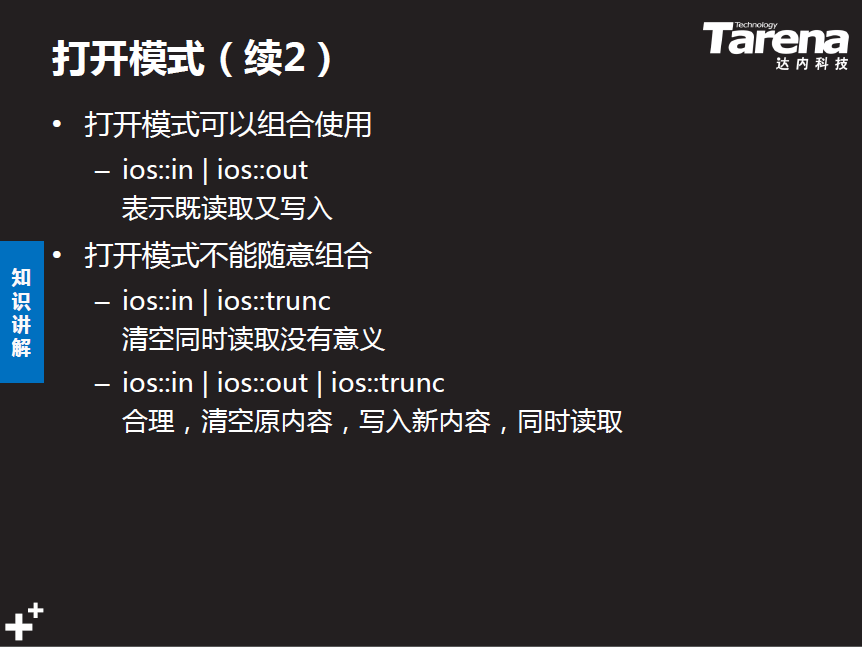 打开模式（续2）
Technology
Tarena
达内科技
• 打开模式可以组合使用
– ios::in | ios::out
表示既读取又写入
• 打开模式不能随意组合
– ios::in | ios::trunc
清空同时读取没有意义
– ios::in | ios::out | ios::trunc
合理，清空原内容，写入新内容，同时读取
知
识
讲
解